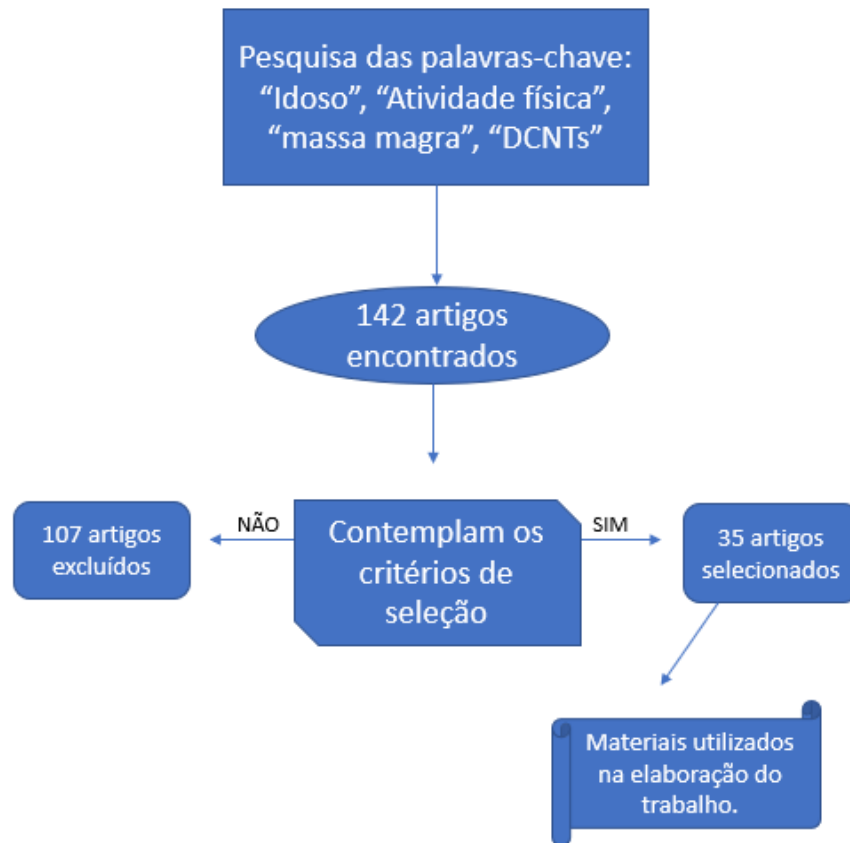 Pesquisa das palavras-chave:
“Idoso”, “Atividade física”,
“massa magra”, “DCNTs”
142 artigos
encontrados
107 artigos
excluídos
NÃO
Contemplam os
critérios de
seleção
SIM
35 artigos
selecionados
Materiais utilizados
na elaboração do
trabalho.